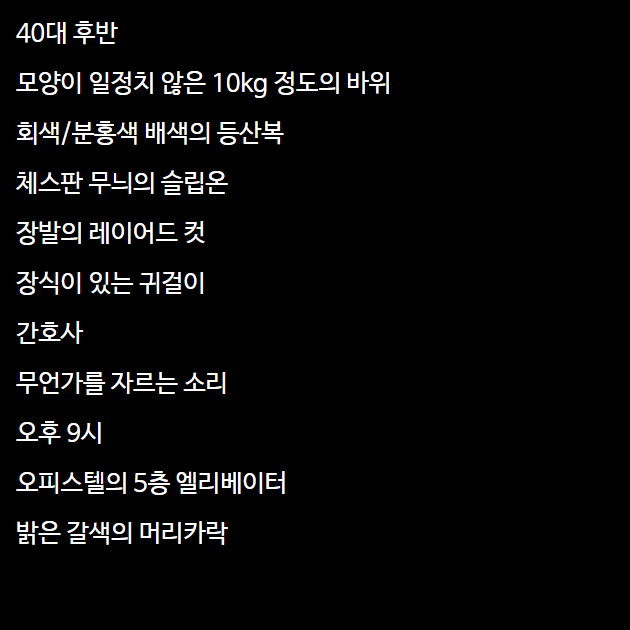 40대 후반
모양이 일정치 않은 10kg 정도의 바위
회색/분홍색 배색의 등산복
체스판 무늬의 슬립온
장발의 레이어드 컷
장식이 있는 귀걸이
간호사
무언가를 자르는 소리
오후 9시
오피스텔의 5층 엘리베이터
밝은 갈색의 머리카락